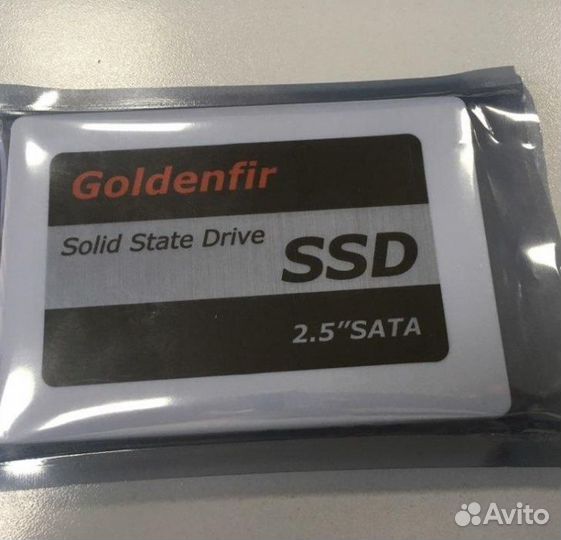 Goldenfir
Solid State Drive
SSD
2.5"SATA
Avito